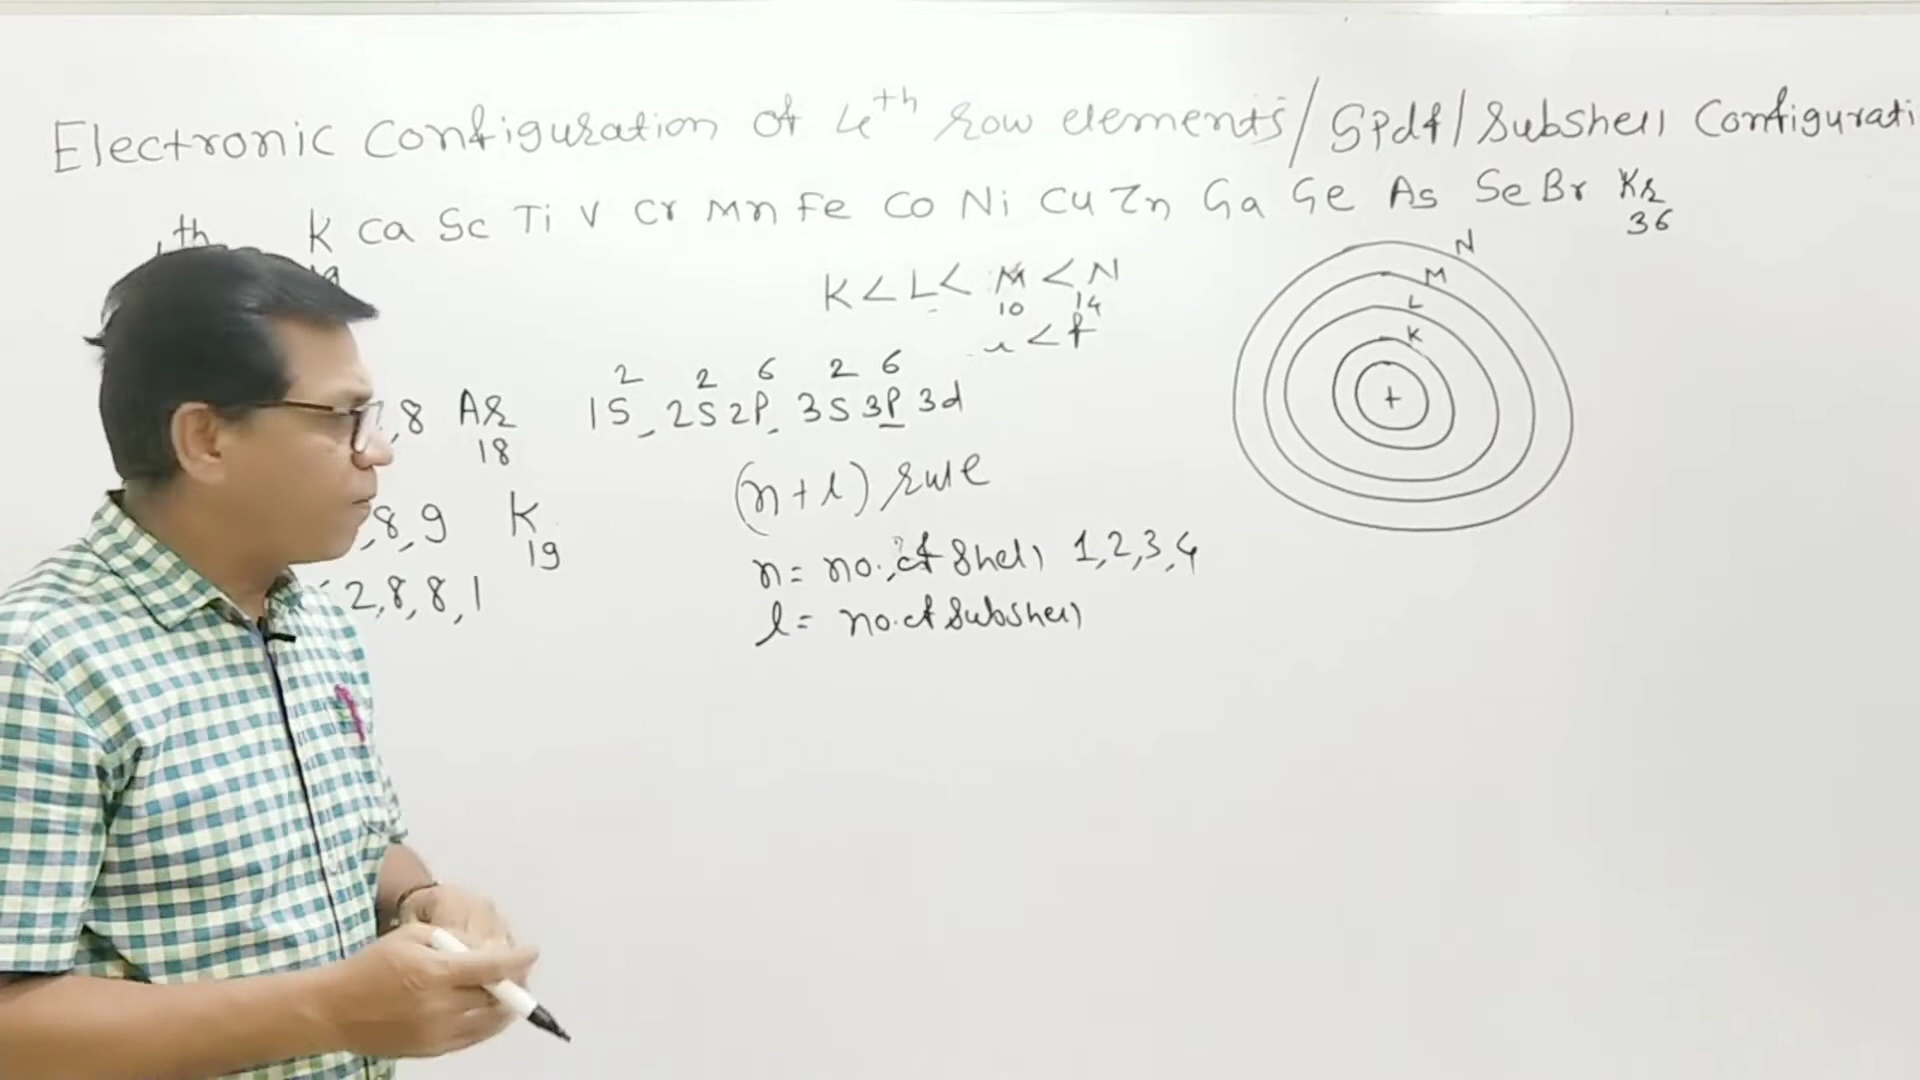 Electronic Configuration of 4th row elements/SPdf/Subshell Configurati
th K Ca Sc Ti V Cr Mn Fe Co Ni Cu Zn Ga Ge As Se Br Kr
19 36
K<L<M<N
10 14
<f
N
M
L
K
+
2 2 6 2 6
,8 Ar 1S 2S 2P 3S 3P 3d
18
(n+l) rule
,8,9 K
19
n= no. of Shell 1,2,3,4
2,8,8,1
l= no.of Subshell